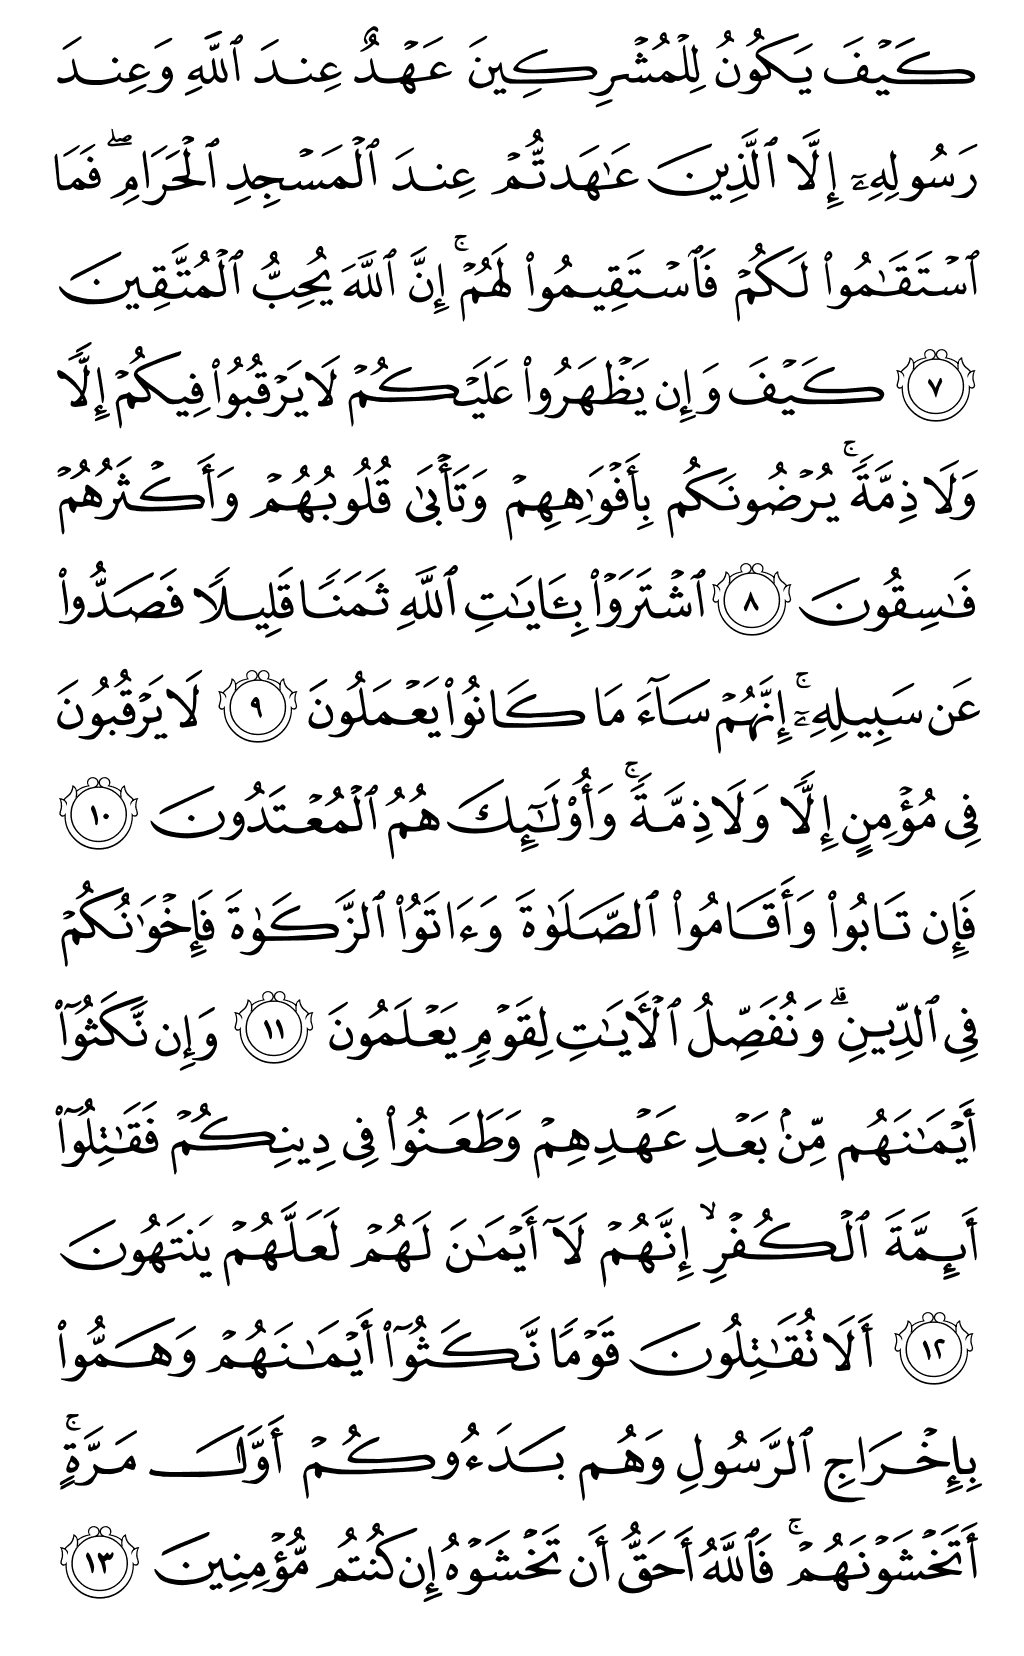 كَيْفَ يَكُونُ لِلْمُشْرِكِينَ عَهْدٌ عِندَ ٱللَّهِ وَعِندَ
رَسُولِهِۦٓ إِلَّا ٱلَّذِينَ عَٰهَدتُّمْ عِندَ ٱلْمَسْجِدِ ٱلْحَرَامِ ۖ فَمَا
ٱسْتَقَٰمُوا۟ لَكُمْ فَٱسْتَقِيمُوا۟ لَهُمْ ۚ إِنَّ ٱللَّهَ يُحِبُّ ٱلْمُتَّقِينَ
٧ كَيْفَ وَإِن يَظْهَرُوا۟ عَلَيْكُمْ لَا يَرْقُبُوا۟ فِيكُمْ إِلًّا
وَلَا ذِمَّةً ۚ يُرْضُونَكُم بِأَفْوَٰهِهِمْ وَتَأْبَىٰ قُلُوبُهُمْ وَأَكْثَرُهُمْ
فَٰسِقُونَ ٨ ٱشْتَرَوْا۟ بِـَٔايَٰتِ ٱللَّهِ ثَمَنًا قَلِيلًا فَصَدُّوا۟
عَن سَبِيلِهِۦٓ ۚ إِنَّهُمْ سَآءَ مَا كَانُوا۟ يَعْمَلُونَ ٩ لَا يَرْقُبُونَ
فِى مُؤْمِنٍ إِلًّا وَلَا ذِمَّةً ۚ وَأُو۟لَٰٓئِكَ هُمُ ٱلْمُعْتَدُونَ ١٠
فَإِن تَابُوا۟ وَأَقَامُوا۟ ٱلصَّلَوٰةَ وَءَاتَوُا۟ ٱلزَّكَوٰةَ فَإِخْوَٰنُكُمْ
فِى ٱلدِّينِ ۗ وَنُفَصِّلُ ٱلْـَٔايَٰتِ لِقَوْمٍ يَعْلَمُونَ ١١ وَإِن نَّكَثُوٓا۟
أَيْمَٰنَهُم مِّنۢ بَعْدِ عَهْدِهِمْ وَطَعَنُوا۟ فِى دِينِكُمْ فَقَٰتِلُوٓا۟
أَئِمَّةَ ٱلْكُفْرِ ۙ إِنَّهُمْ لَآ أَيْمَٰنَ لَهُمْ لَعَلَّهُمْ يَنتَهُونَ
١٢ أَلَا تُقَٰتِلُونَ قَوْمًا نَّكَثُوٓا۟ أَيْمَٰنَهُمْ وَهَمُّوا۟
بِإِخْرَاجِ ٱلرَّسُولِ وَهُم بَدَءُوكُمْ أَوَّلَ مَرَّةٍ ۚ
أَتَخْشَوْنَهُمْ ۚ فَٱللَّهُ أَحَقُّ أَن تَخْشَوْهُ إِن كُنتُم مُّؤْمِنِينَ ١٣